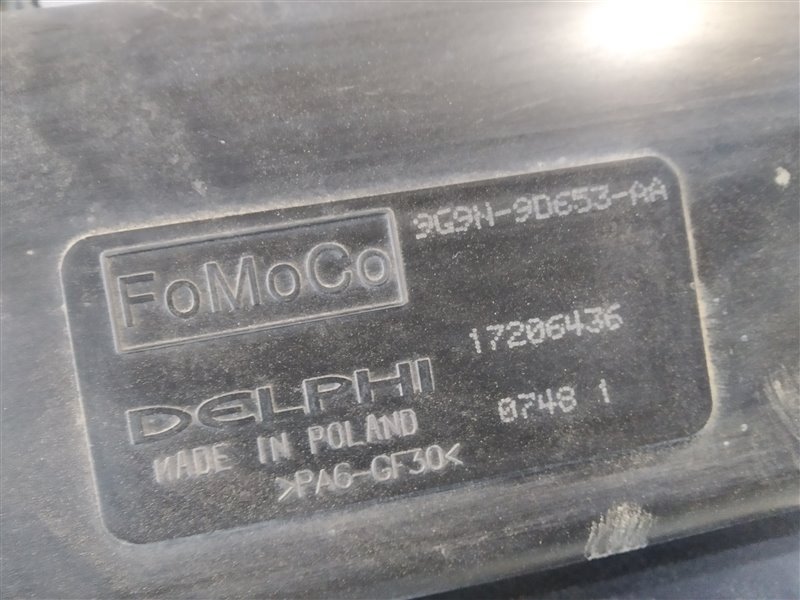 FoMoCo
9G9N-9D653-AA
17206436
DELPHI
0748 1
MADE IN POLAND
>PA6-GF30<